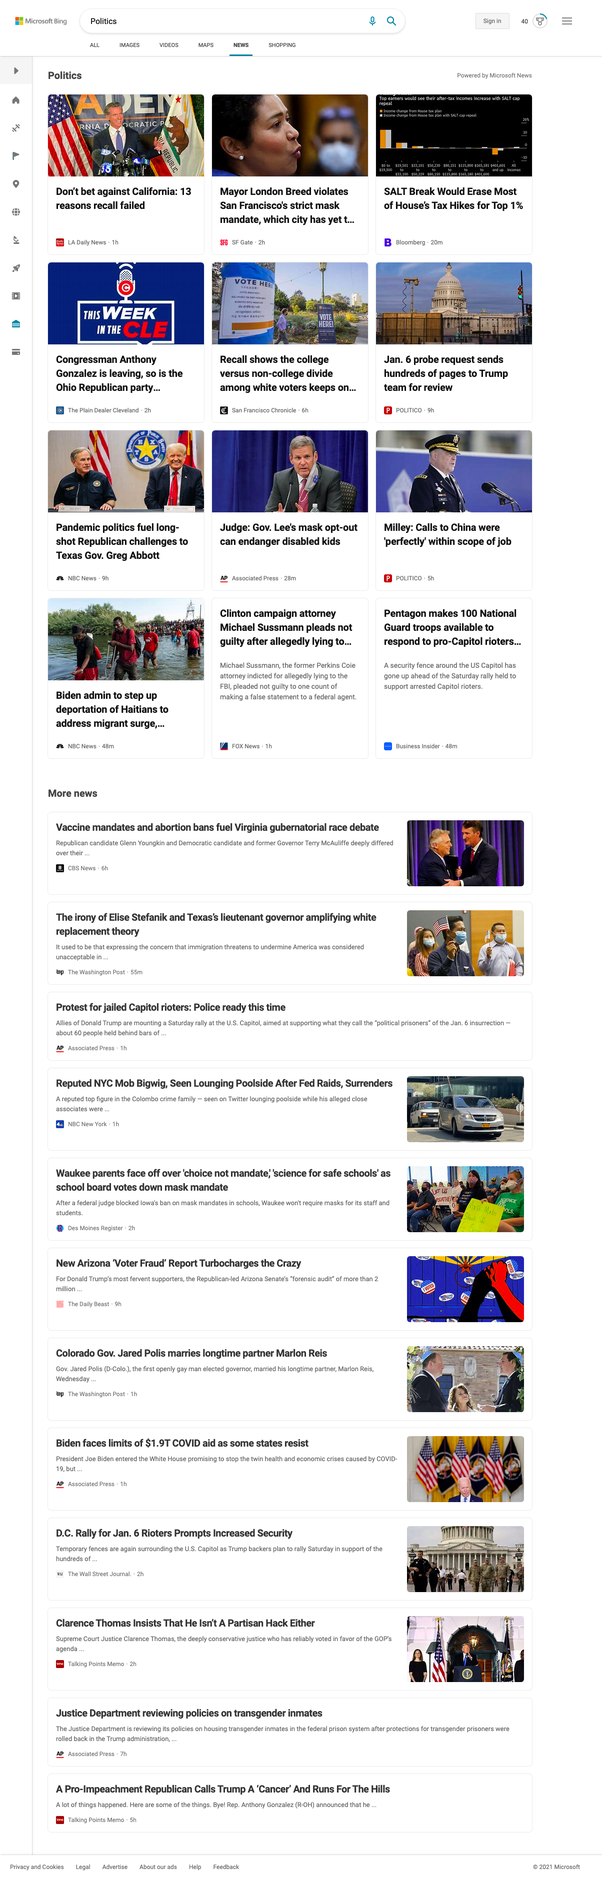 Microsoft Bing
Politics
Sign in
40
ALL
IMAGES
VIDEOS
MAPS
NEWS
SHOPPING
Politics
Powered by Microsoft News
Don't bet against California: 13
reasons recall failed
LA Daily News · 1h
Mayor London Breed violates
San Francisco's strict mask
mandate, which city has yet t...
SF Gate · 2h
Top earners would see their after-tax incomes increase with SALT cap
repeal
SALT Break Would Erase Most
of House's Tax Hikes for Top 1%
Bloomberg · 20m
THIS
WEEK
IN THE CLE
Congressman Anthony
Gonzalez is leaving, so is the
Ohio Republican party...
The Plain Dealer Cleveland · 2h
VOTE HERE
VOTE
HERE!
Recall shows the college
versus non-college divide
among white voters keeps on...
San Francisco Chronicle · 6h
Jan. 6 probe request sends
hundreds of pages to Trump
team for review
POLITICO · 9h
Pandemic politics fuel long-
shot Republican challenges to
Texas Gov. Greg Abbott
NBC News · 9h
Judge: Gov. Lee's mask opt-out
can endanger disabled kids
AP
Associated Press · 28m
Milley: Calls to China were
'perfectly' within scope of job
POLITICO · 5h
Biden admin to step up
deportation of Haitians to
address migrant surge,...
NBC News · 48m
Clinton campaign attorney
Michael Sussmann pleads not
guilty after allegedly lying to...
Michael Sussmann, the former Perkins Coie
attorney indicted for allegedly lying to the
FBI, pleaded not guilty to one count of
making a false statement to a federal agent.
FOX News · 1h
Pentagon makes 100 National
Guard troops available to
respond to pro-Capitol rioters...
A security fence around the US Capitol has
gone up ahead of the Saturday rally held to
support arrested Capitol rioters.
Business Insider · 48m
More news
Vaccine mandates and abortion bans fuel Virginia gubernatorial race debate
Republican candidate Glenn Youngkin and Democratic candidate and former Governor Terry McAuliffe deeply differed
over their ...
CBS News · 6h
The irony of Elise Stefanik and Texas's lieutenant governor amplifying white
replacement theory
It used to be that expressing the concern that immigration threatens to undermine America was considered
unacceptable in ...
wp
The Washington Post · 55m
Protest for jailed Capitol rioters: Police ready this time
Allies of Donald Trump are mounting a Saturday rally at the U.S. Capitol, aimed at supporting what they call the "political prisoners" of the Jan. 6 insurrection —
about 60 people held behind bars of ...
AP
Associated Press · 1h
Reputed NYC Mob Bigwig, Seen Lounging Poolside After Fed Raids, Surrenders
A reputed top figure in the Colombo crime family — seen on Twitter lounging poolside while his alleged close
associates were ...
NBC New York · 1h
Waukee parents face off over 'choice not mandate,' 'science for safe schools' as
school board votes down mask mandate
After a federal judge blocked Iowa's ban on mask mandates in schools, Waukee won't require masks for its staff and
students.
Des Moines Register · 2h
New Arizona 'Voter Fraud' Report Turbocharges the Crazy
For Donald Trump's most fervent supporters, the Republican-led Arizona Senate's "forensic audit" of more than 2
million ...
The Daily Beast · 9h
Colorado Gov. Jared Polis marries longtime partner Marlon Reis
Gov. Jared Polis (D-Colo.), the first openly gay man elected governor, married his longtime partner, Marlon Reis,
Wednesday ...
wp
The Washington Post · 1h
Biden faces limits of $1.9T COVID aid as some states resist
President Joe Biden entered the White House promising to stop the twin health and economic crises caused by COVID-
19, but ...
AP
Associated Press · 1h
D.C. Rally for Jan. 6 Rioters Prompts Increased Security
Temporary fences are again surrounding the U.S. Capitol as Trump backers plan to rally Saturday in support of the
hundreds of ...
WSJ
The Wall Street Journal. · 2h
Clarence Thomas Insists That He Isn't A Partisan Hack Either
Supreme Court Justice Clarence Thomas, the deeply conservative justice who has reliably voted in favor of the GOP's
agenda ...
Talking Points Memo · 2h
Justice Department reviewing policies on transgender inmates
The Justice Department is reviewing its policies on housing transgender inmates in the federal prison system after protections for transgender prisoners were
rolled back in the Trump administration, ...
AP
Associated Press · 7h
A Pro-Impeachment Republican Calls Trump A 'Cancer' And Runs For The Hills
A lot of things happened. Here are some of the things. Bye! Rep. Anthony Gonzalez (R-OH) announced that he ...
Talking Points Memo · 5h
Privacy and Cookies
Legal
Advertise
About our ads
Help
Feedback
© 2021 Microsoft